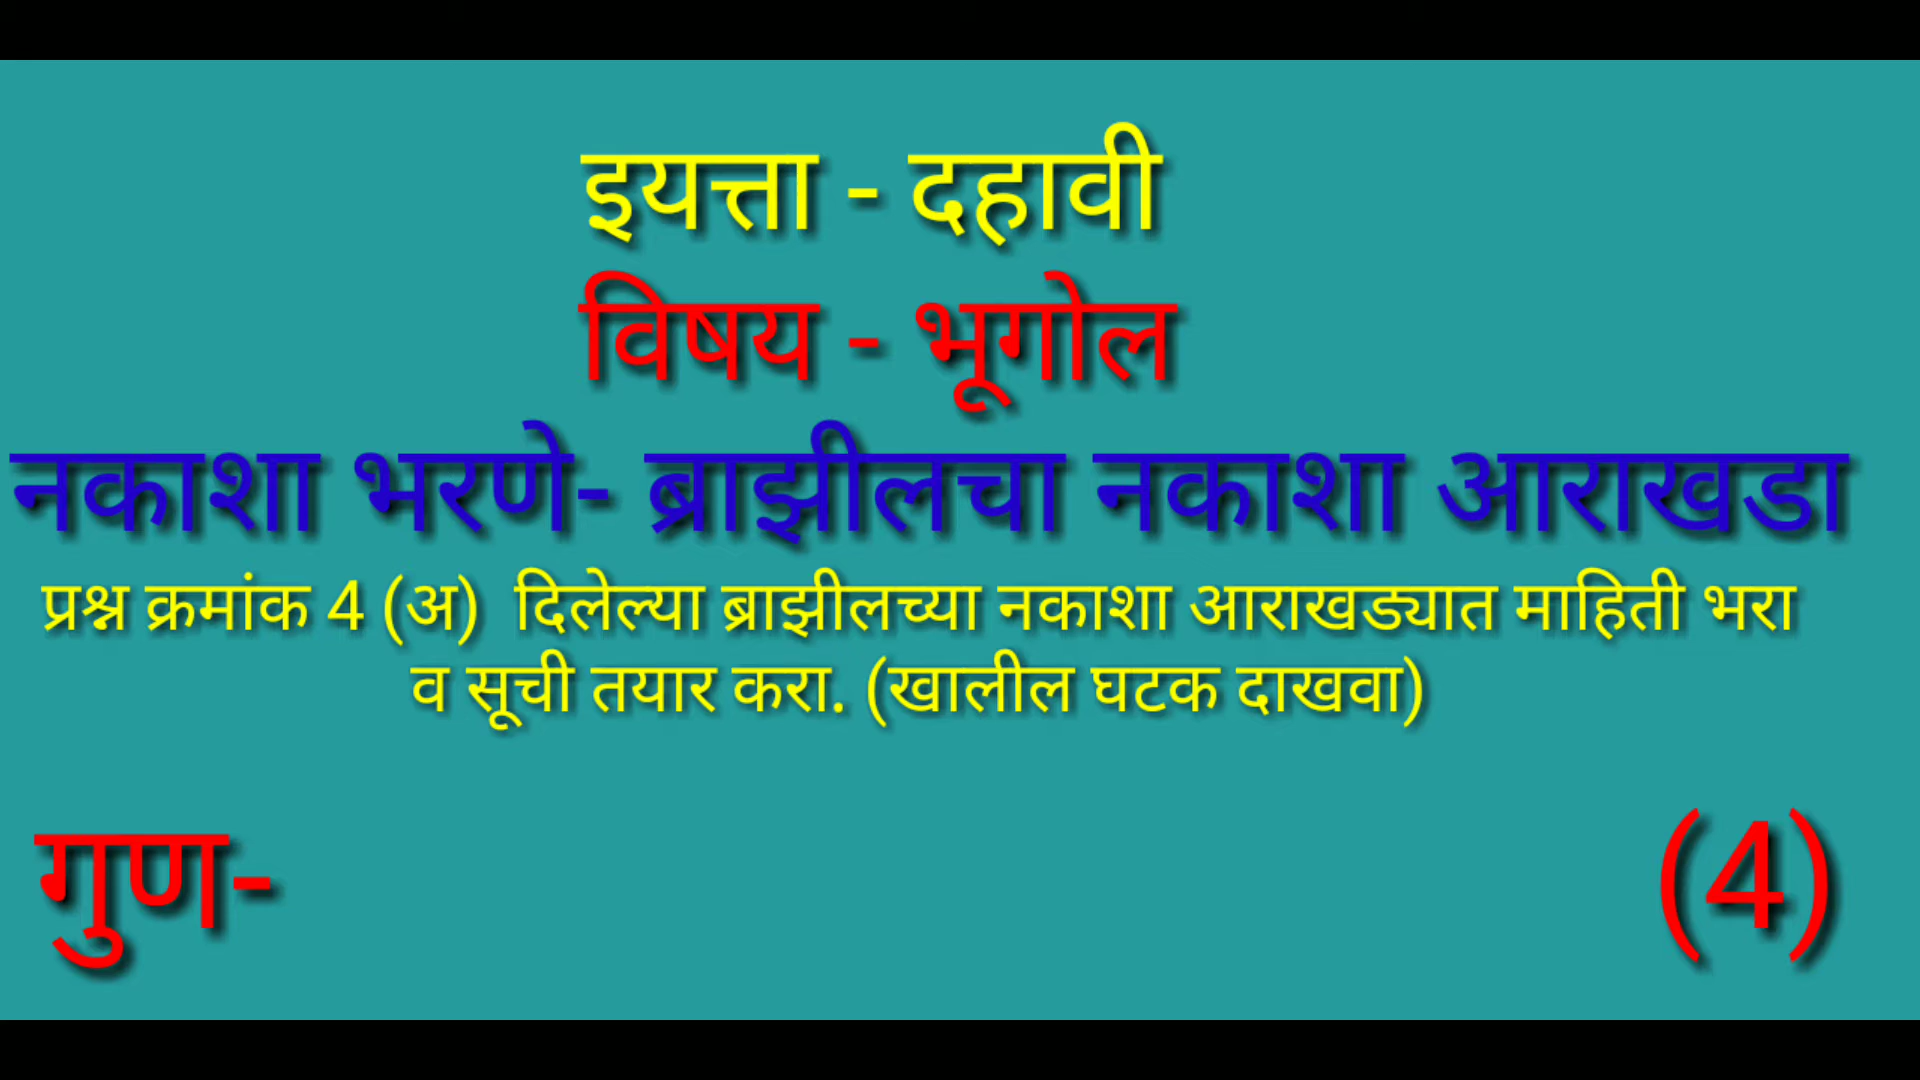 इयत्ता - दहावी
विषय - भूगोल
नकाशा भरणे- ब्राझीलचा नकाशा आराखडा
प्रश्न क्रमांक 4 (अ) दिलेल्या ब्राझीलच्या नकाशा आराखड्यात माहिती भरा
व सूची तयार करा. (खालील घटक दाखवा)
गुण- (4)